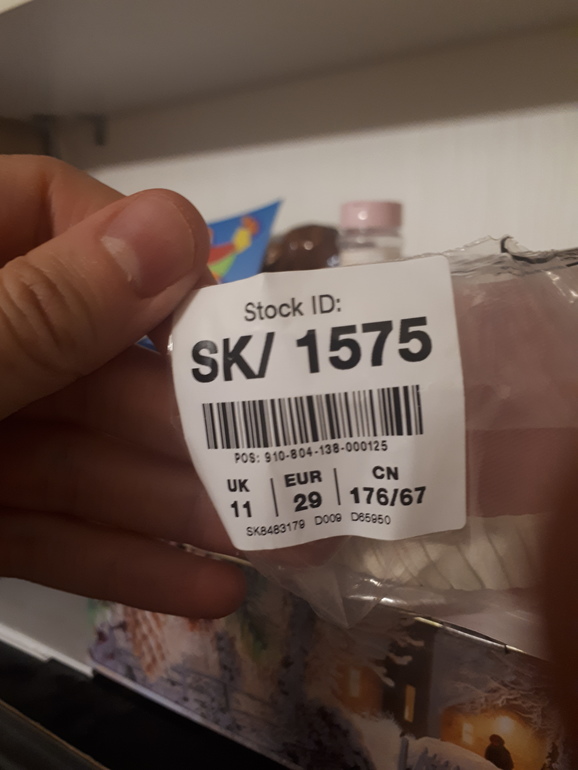 Stock ID:
SK/ 1575
POS: 910-804-138-000125
UK EUR CN
11 29 176/67
SK8483179 D009 D65950